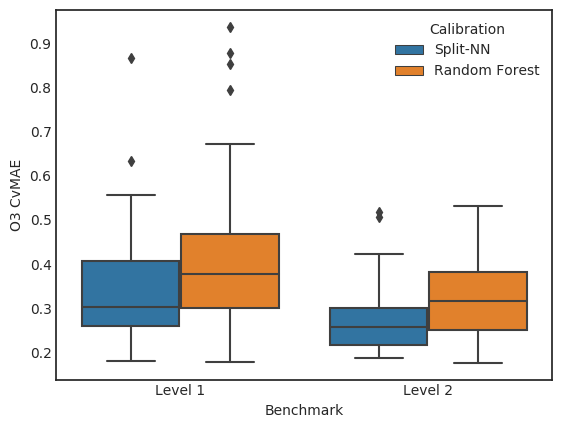 Calibration
Split-NN
Random Forest
O3 CvMAE
0.9
0.8
0.7
0.6
0.5
0.4
0.3
0.2
Level 1
Level 2
Benchmark